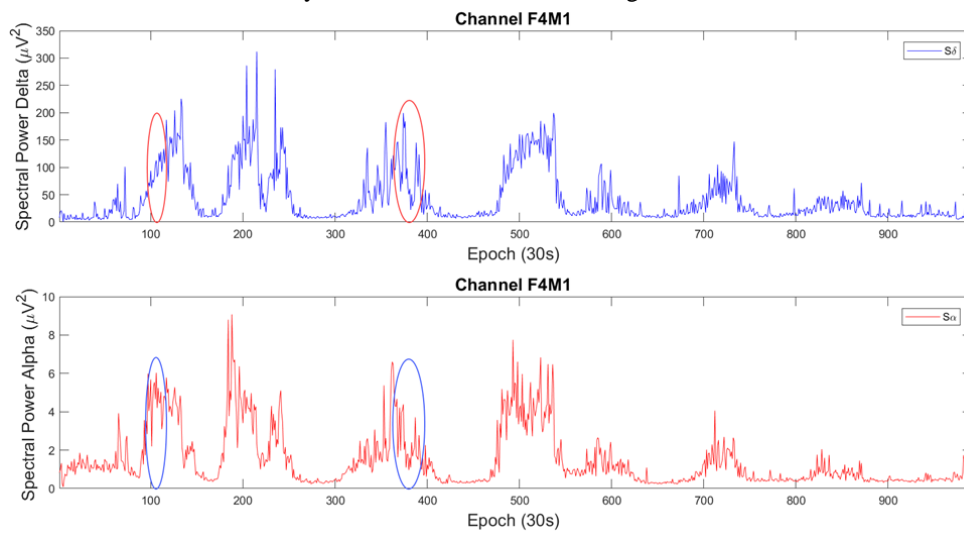 Channel F4M1
Spectral Power Delta (μV²)
350
300
250
200
150
100
50
0
Sδ
100 200 300 400 500 600 700 800 900
Epoch (30s)
Channel F4M1
Spectral Power Alpha (μV²)
10
8
6
4
2
0
Sα
100 200 300 400 500 600 700 800 900
Epoch (30s)